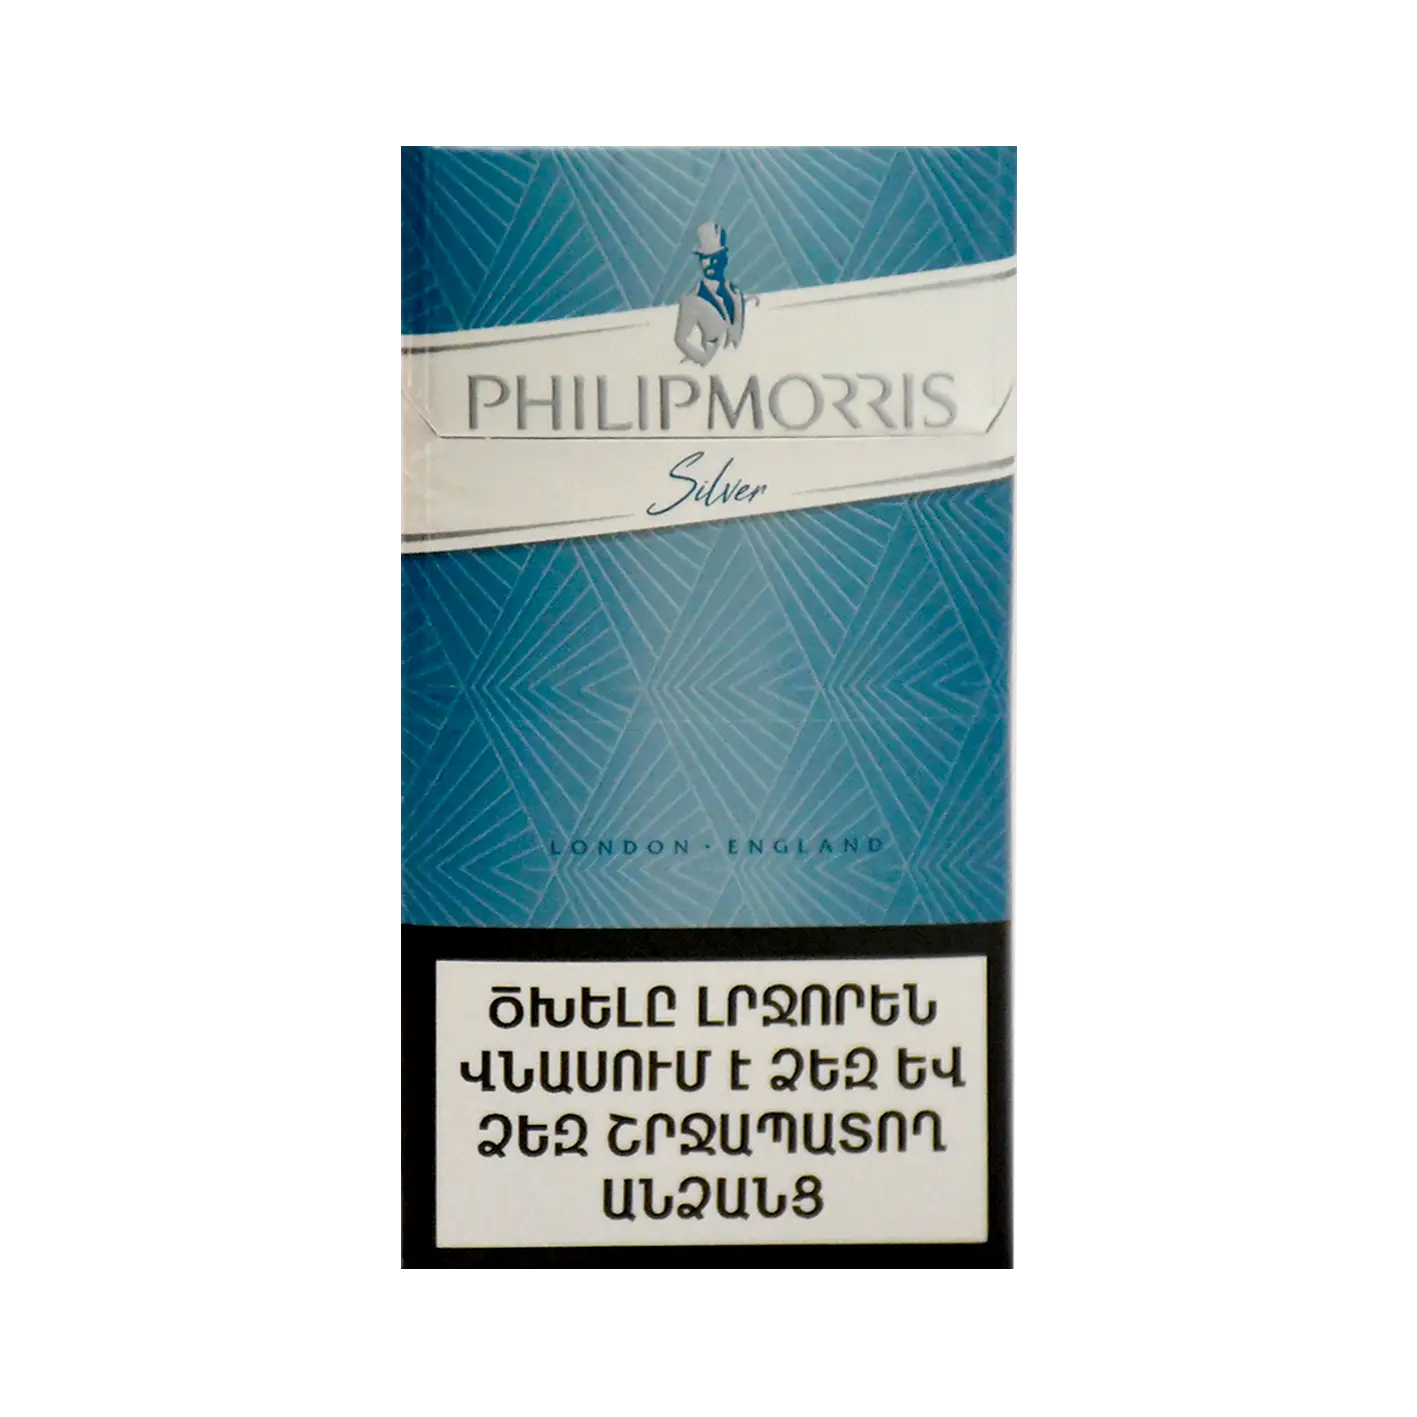 PHILIPMORRIS
Silver
LONDON · ENGLAND
ԾԽԵԼԸ ԼՐՋՈՐԵՆ
ՎՆԱՍՈՒՄ Է ՁԵԶ ԵՎ
ՁԵԶ ՇՐՋԱՊԱՏՈՂ
ԱՆՁԱՆՑ